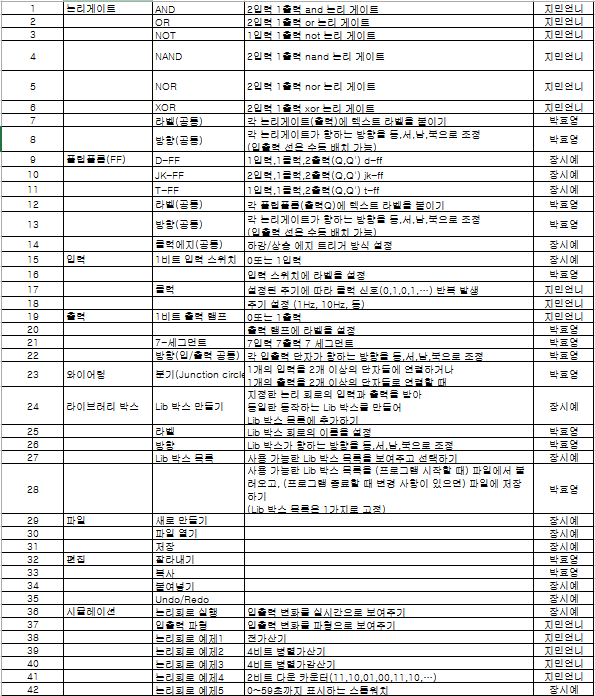 1 논리게이트 AND 2입력 1출력 and 논리 게이트 지민언니
2 OR 2입력 1출력 or 논리 게이트 지민언니
3 NOT 1입력 1출력 not 논리 게이트 지민언니
4 NAND 2입력 1출력 nand 논리 게이트 지민언니
5 NOR 2입력 1출력 nor 논리 게이트 지민언니
6 XOR 2입력 1출력 xor 논리 게이트 지민언니
7 라벨(공통) 각 논리게이트(출력)에 텍스트 라벨을 붙이기 박효영
8 방향(공통) 각 논리게이트가 향하는 방향을 동,서,남,북으로 조정 박효영
(입출력 선은 수동 배치 가능)
9 플립플롭(FF) D-FF 1입력,1클럭,2출력(Q,Q') d-ff 장시예
10 JK-FF 2입력,1클럭,2출력(Q,Q') jk-ff 장시예
11 T-FF 1입력,1클럭,2출력(Q,Q') t-ff 장시예
12 라벨(공통) 각 플립플롭(출력Q)에 텍스트 라벨을 붙이기 박효영
13 방향(공통) 각 논리게이트가 향하는 방향을 동,서,남,북으로 조정 박효영
(입출력 선은 수동 배치 가능)
14 클럭에지(공통) 하강/상승 에지 트리거 방식 설정 장시예
15 입력 1비트 입력 스위치 0또는 1입력 장시예
16 입력 스위치에 라벨을 설정 박효영
17 클럭 설정된 주기에 따라 클럭 신호(0,1,0,1,…) 반복 발생 지민언니
18 주기 설정 (1Hz, 10Hz, 등) 지민언니
19 출력 1비트 출력 램프 0또는 1출력 지민언니
20 출력 램프에 라벨을 설정 박효영
21 7-세그먼트 7입력 7출력 7 세그먼트 박효영
22 방향(입/출력 공통) 각 입출력 단자가 향하는 방향을 동,서,남,북으로 조정 박효영
23 와이어링 분기(Junction circle 1개의 입력을 2개 이상의 단자들에 연결하거나 박효영
1개의 출력을 2개 이상의 단자들로 연결할 때
24 라이브러리 박스 Lib 박스 만들기 지정한 논리 회로의 입력과 출력을 받아 장시예
동일한 동작하는 Lib 박스를 만들어
Lib 박스 목록에 추가하기
25 라벨 Lib 박스 회로의 이름을 설정 박효영
26 방향 Lib 박스가 향하는 방향을 동,서,남,북으로 조정 박효영
27 Lib 박스 목록 사용 가능한 Lib 박스 목록를 보여주고 선택하기 장시예
28 사용 가능한 Lib 박스 목록를 (프로그램 시작할 때) 파일에서 불 박효영
러오고, (프로그램 종료할 때 변경 사항이 있으면) 파일에 저장
하기
(Lib 박스 목록은 1가지로 고정)
29 파일 새로 만들기 장시예
30 파일 열기 장시예
31 저장 장시예
32 편집 잘라내기 박효영
33 복사 박효영
34 붙여넣기 장시예
35 Undo/Redo 장시예
36 시뮬레이션 논리회로 실행 입출력 변화를 실시간으로 보여주기 장시예
37 입출력 파형 입출력 변화를 파형으로 보여주기 지민언니
38 논리회로 예제1 전가산기 지민언니
39 논리회로 예제2 4비트 병렬가산기 지민언니
40 논리회로 예제3 4비트 병렬가감산기 지민언니
41 논리회로 예제4 2비트 다운 카운터(11,10,01,00,11,10,…) 지민언니
42 논리회로 예제5 0~59초까지 표시하는 스톱워치 장시예